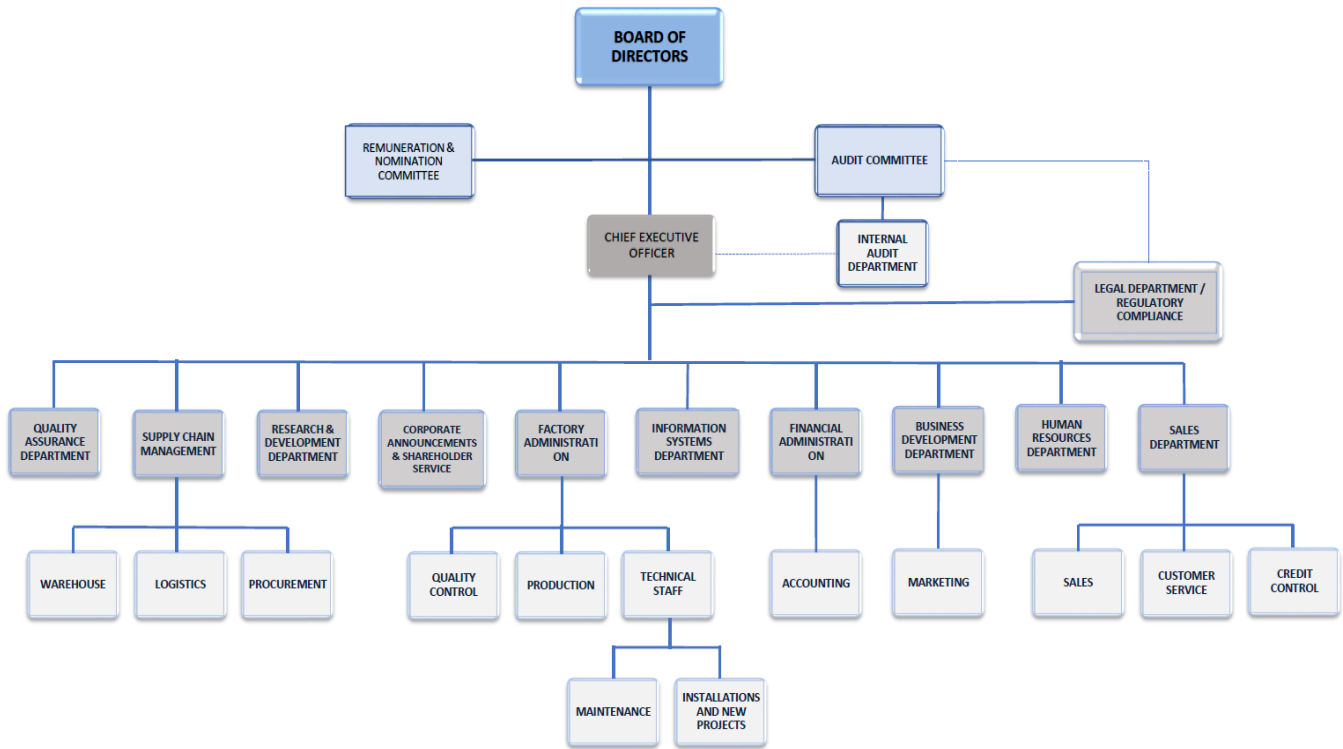 BOARD OF
DIRECTORS
REMUNERATION &
NOMINATION
COMMITTEE
AUDIT COMMITTEE
CHIEF EXECUTIVE
OFFICER
INTERNAL
AUDIT
DEPARTMENT
LEGAL DEPARTMENT /
REGULATORY
COMPLIANCE
QUALITY
ASSURANCE
DEPARTMENT
SUPPLY CHAIN
MANAGEMENT
RESEARCH &
DEVELOPMENT
DEPARTMENT
CORPORATE
ANNOUNCEMENTS
& SHAREHOLDER
SERVICE
FACTORY
ADMINISTRATI
ON
INFORMATION
SYSTEMS
DEPARTMENT
FINANCIAL
ADMINISTRATI
ON
BUSINESS
DEVELOPMENT
DEPARTMENT
HUMAN
RESOURCES
DEPARTMENT
SALES
DEPARTMENT
WAREHOUSE
LOGISTICS
PROCUREMENT
QUALITY
CONTROL
PRODUCTION
TECHNICAL
STAFF
ACCOUNTING
MARKETING
SALES
CUSTOMER
SERVICE
CREDIT
CONTROL
MAINTENANCE
INSTALLATIONS
AND NEW
PROJECTS